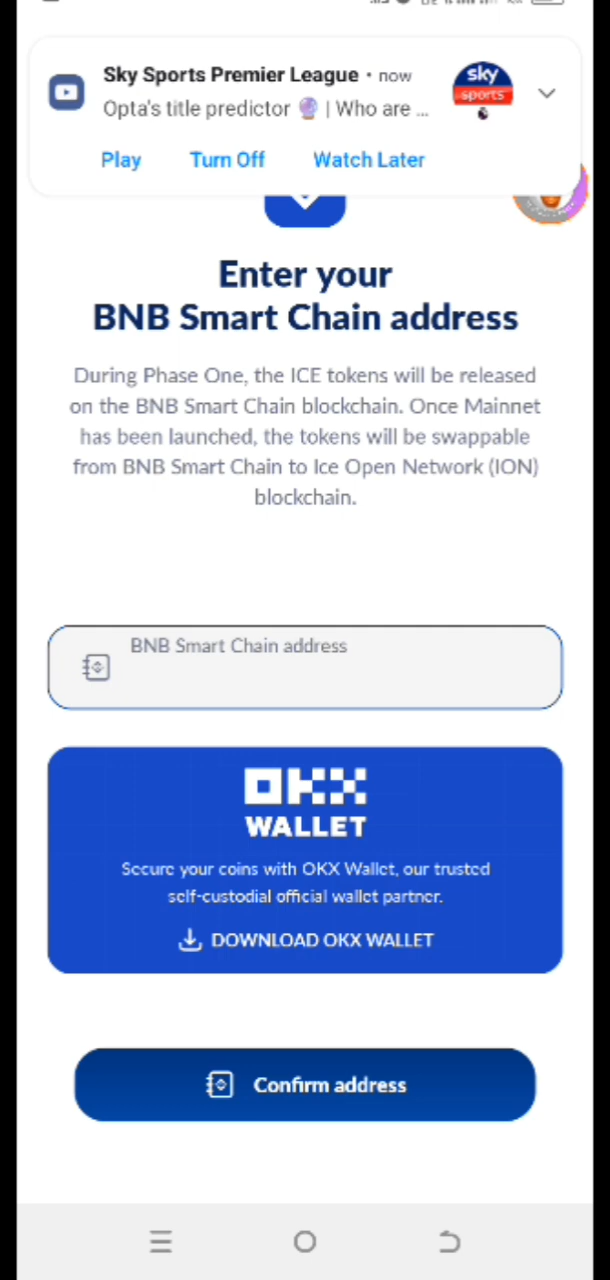 Sky Sports Premier League • now
Opta's title predictor 🔮 | Who are ...
sky
sports
Play Turn Off Watch Later
Enter your
BNB Smart Chain address
During Phase One, the ICE tokens will be released
on the BNB Smart Chain blockchain. Once Mainnet
has been launched, the tokens will be swappable
from BNB Smart Chain to Ice Open Network (ION)
blockchain.
BNB Smart Chain address
OKX
WALLET
Secure your coins with OKX Wallet, our trusted
self-custodial official wallet partner.
DOWNLOAD OKX WALLET
Confirm address